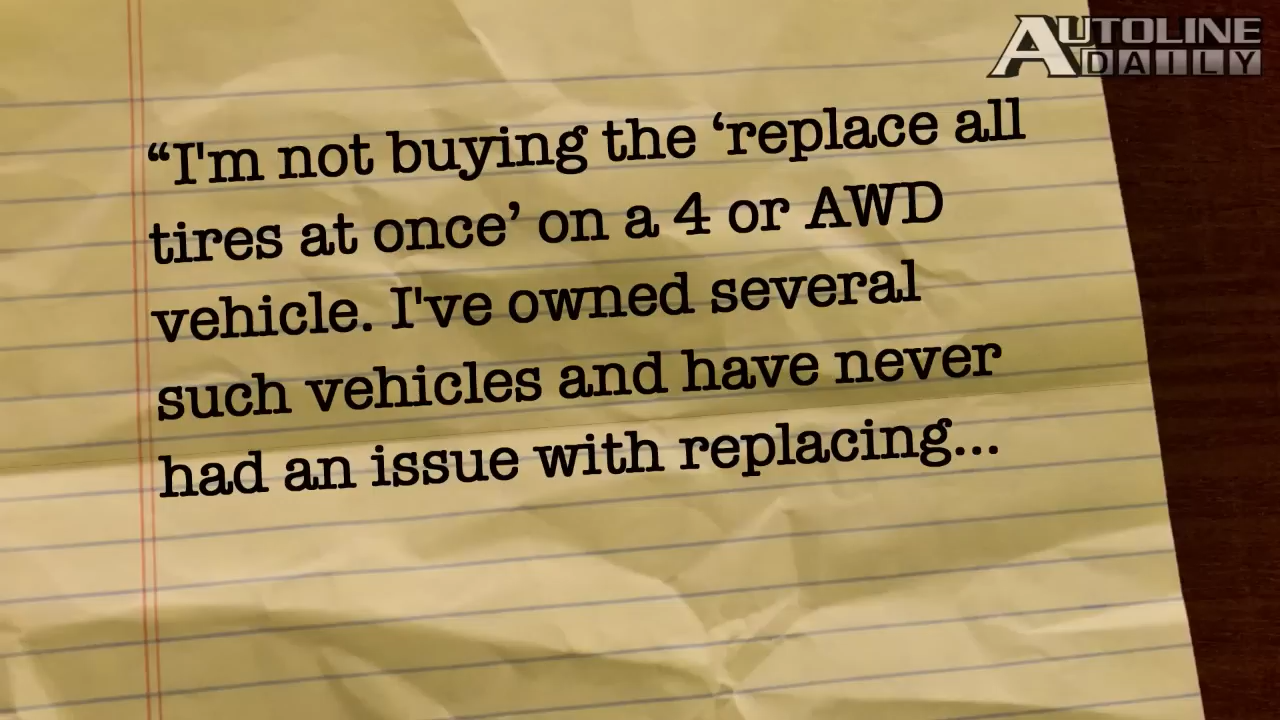 AUTOLINE
DAILY
“I'm not buying the ‘replace all
tires at once’ on a 4 or AWD
vehicle. I've owned several
such vehicles and have never
had an issue with replacing...